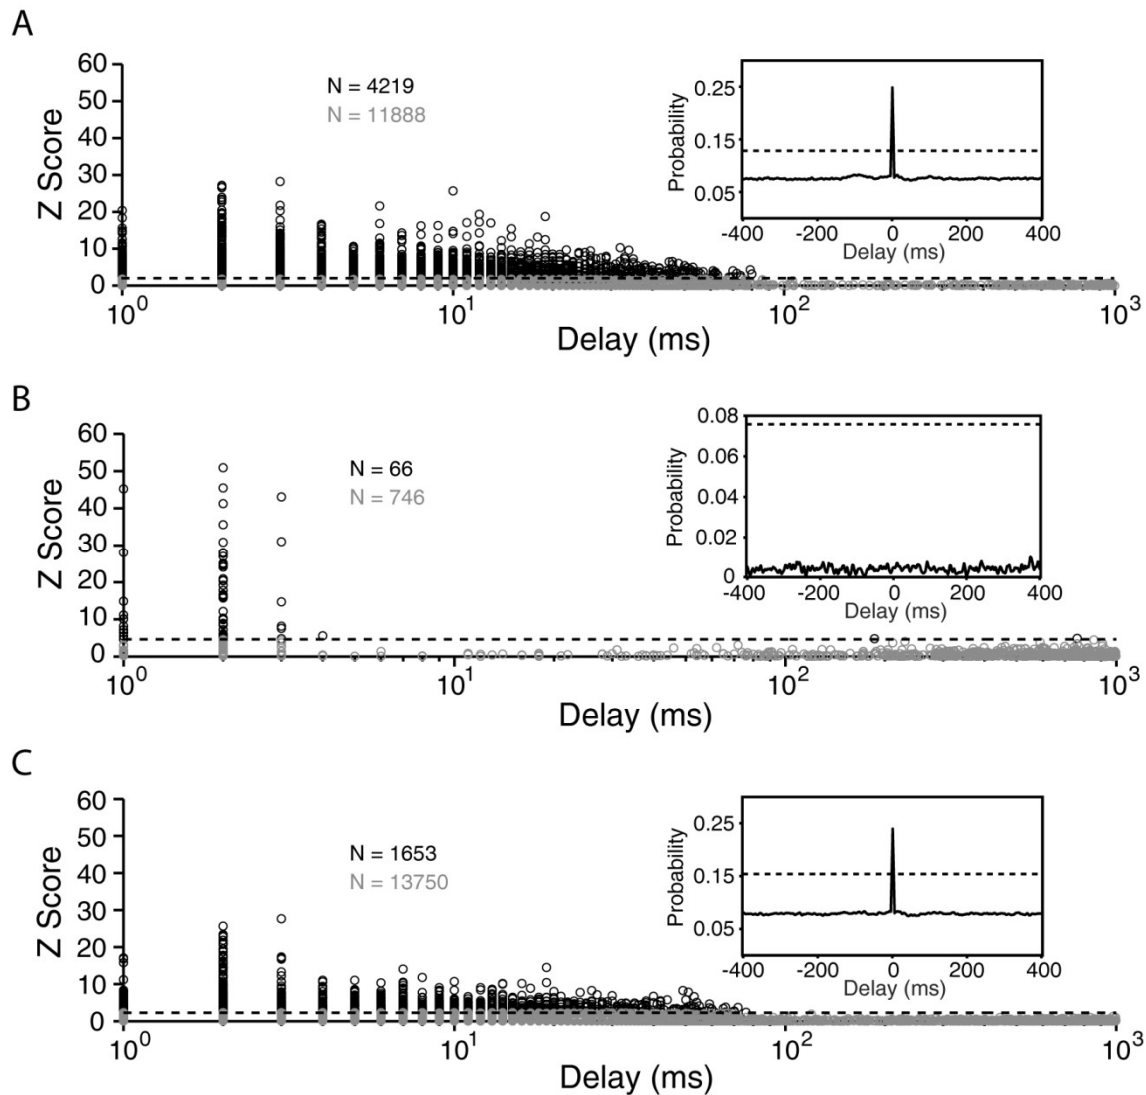 A
60
50
40
30
20
10
0
Z Score
N = 4219
N = 11888
10^0
10^1
10^2
10^3
Delay (ms)
0.25
0.15
0.05
Probability
-400
-200
0
200
400
Delay (ms)
B
60
50
40
30
20
10
0
Z Score
N = 66
N = 746
10^0
10^1
10^2
10^3
Delay (ms)
0.08
0.06
0.04
0.02
0
Probability
-400
-200
0
200
400
Delay (ms)
C
60
50
40
30
20
10
0
Z Score
N = 1653
N = 13750
10^0
10^1
10^2
10^3
Delay (ms)
0.25
0.15
0.05
Probability
-400
-200
0
200
400
Delay (ms)